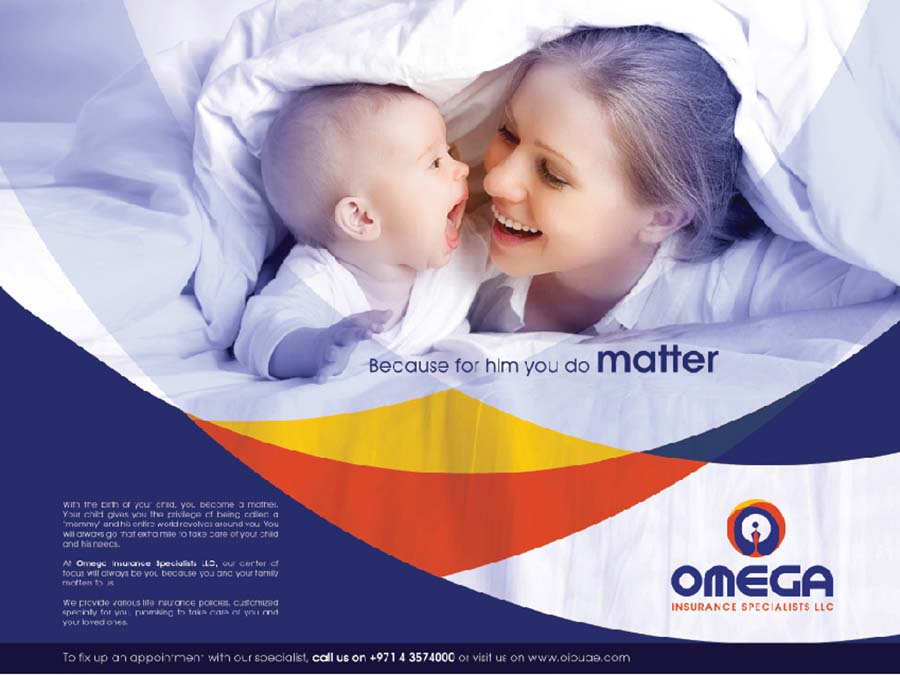 Because for him you do matter
With the birth of your child, you become a mother.
Your child gives you the privilege of being called a
'mommy' and his entire world revolves around you. You
will always go that extra mile to take care of your child
and his needs.
At Omega Insurance Specialists LLC, our center of
focus will always be you because you and your family
matters to us
We provide various life insurance policies, customized
specially for you, promising to take care of you and
your loved ones.
OMEGA
INSURANCE SPECIALISTS LLC
To fix up an appointment with our specialist, call us on +971 4 3574000 or visit us on www.oisuae.com